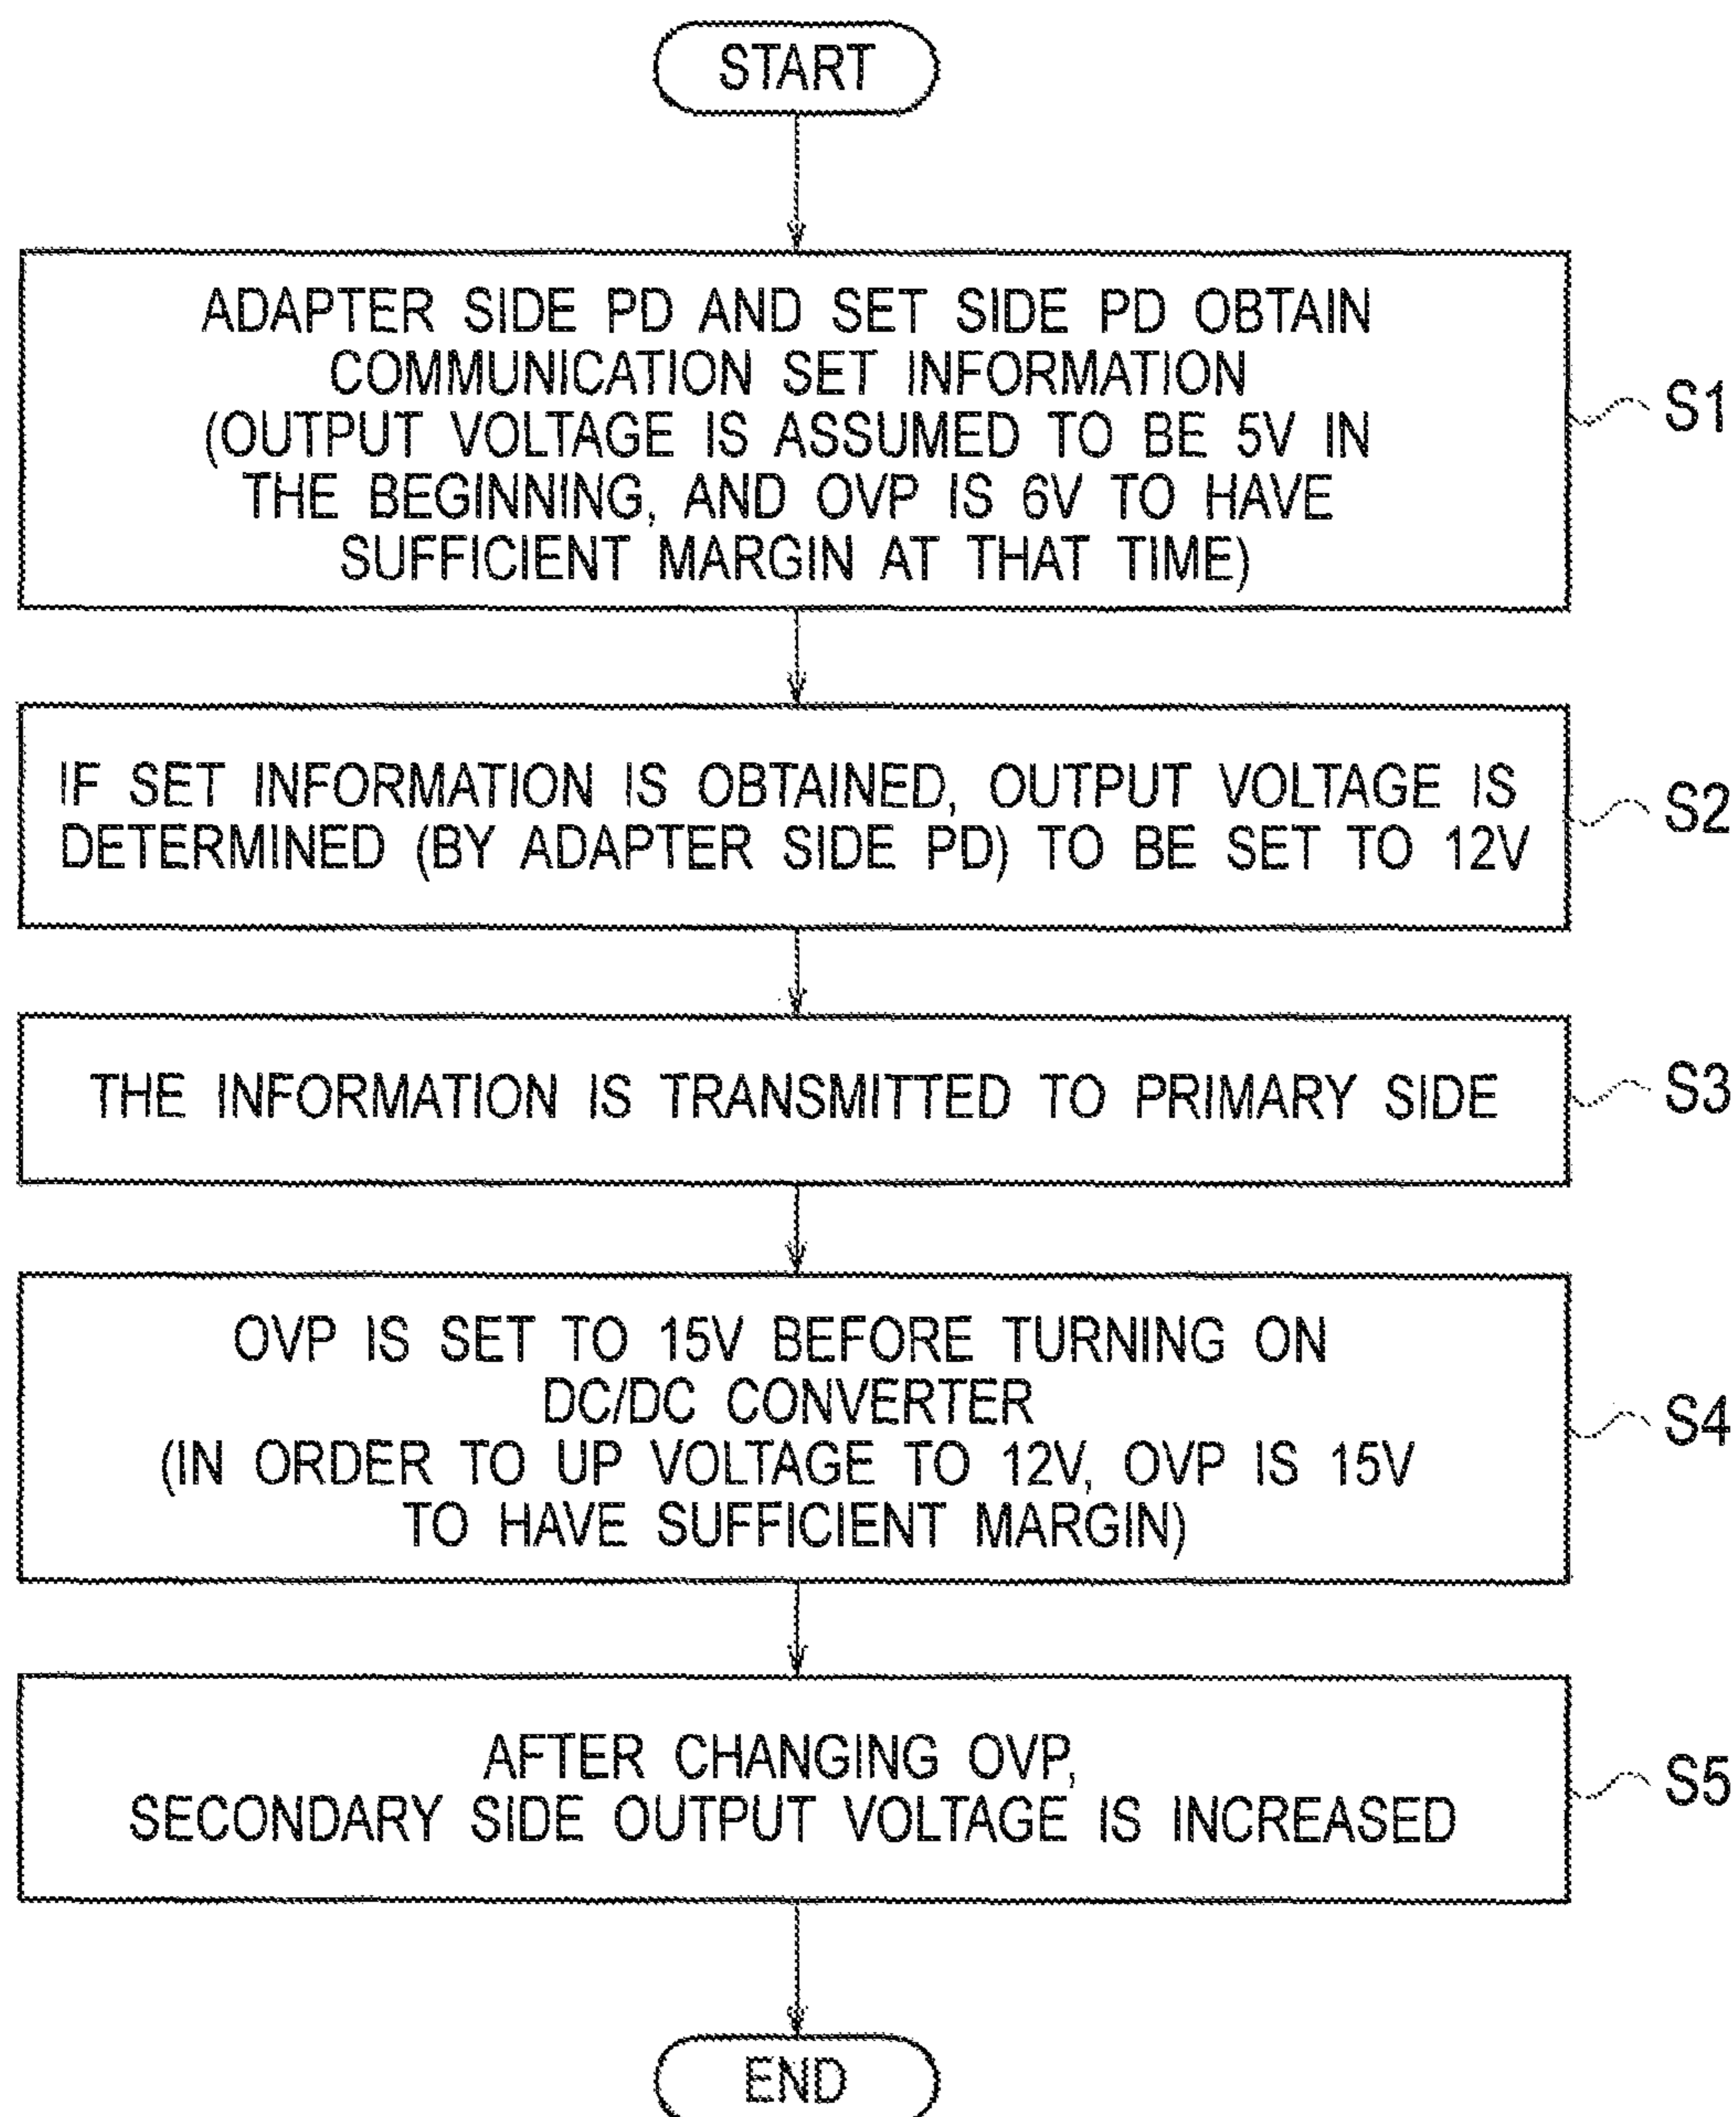 START
ADAPTER SIDE PD AND SET SIDE PD OBTAIN
COMMUNICATION SET INFORMATION
(OUTPUT VOLTAGE IS ASSUMED TO BE 5V IN
THE BEGINNING, AND OVP IS 6V TO HAVE
SUFFICIENT MARGIN AT THAT TIME)
S1
IF SET INFORMATION IS OBTAINED, OUTPUT VOLTAGE IS
DETERMINED (BY ADAPTER SIDE PD) TO BE SET TO 12V
S2
THE INFORMATION IS TRANSMITTED TO PRIMARY SIDE
S3
OVP IS SET TO 15V BEFORE TURNING ON
DC/DC CONVERTER
(IN ORDER TO UP VOLTAGE TO 12V, OVP IS 15V
TO HAVE SUFFICIENT MARGIN)
S4
AFTER CHANGING OVP,
SECONDARY SIDE OUTPUT VOLTAGE IS INCREASED
S5
END